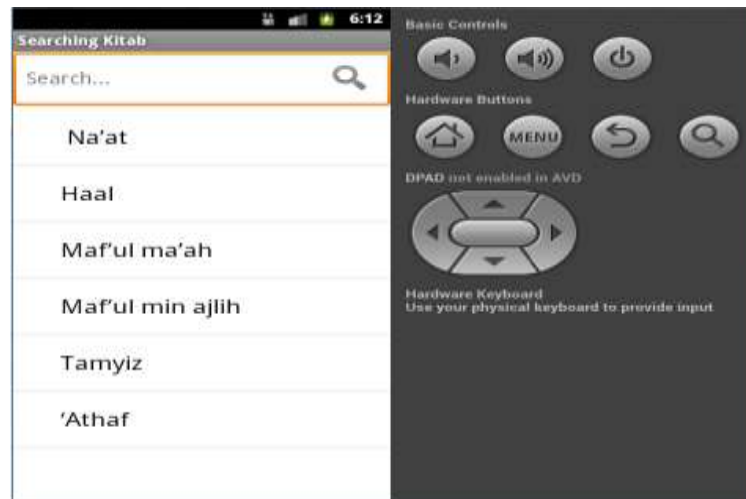 6:12
Searching Kitab
Search...
Na'at
Haal
Maf'ul ma'ah
Maf'ul min ajlih
Tamyiz
'Athaf
Basic Controls
Hardware Buttons
MENU
DPAD not enabled in AVD
Hardware Keyboard
Use your physical keyboard to provide input